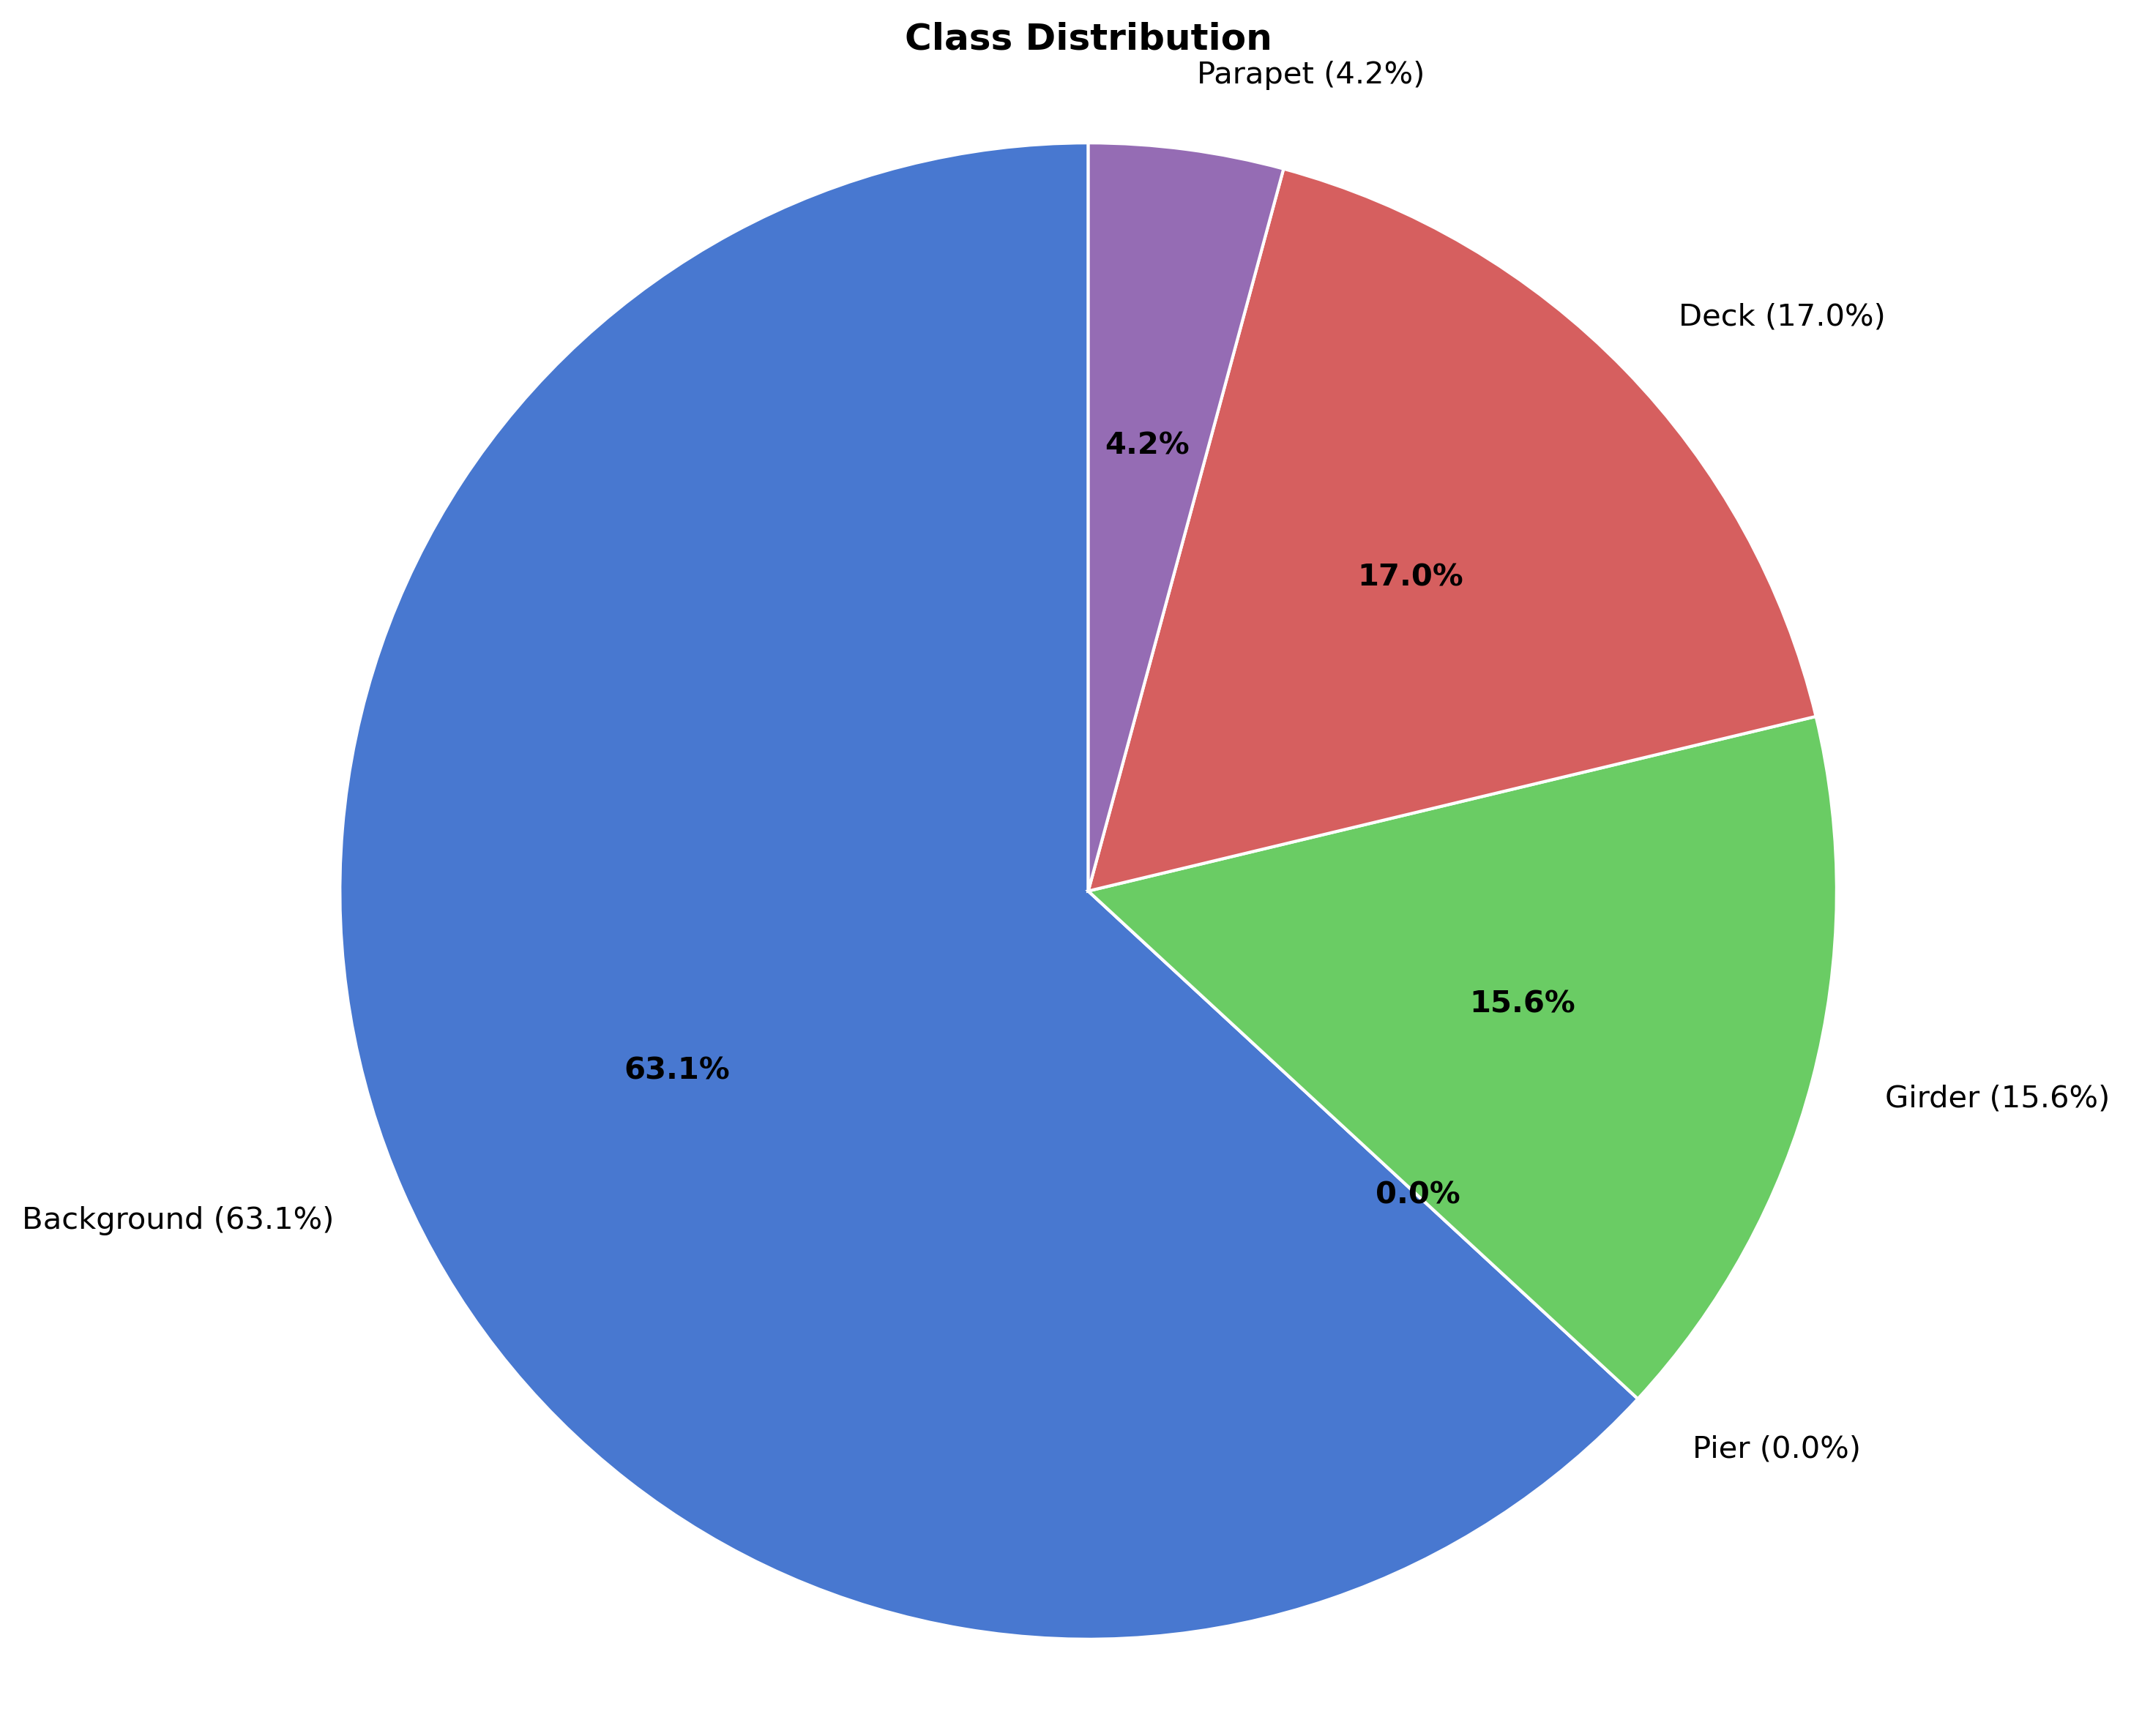 Class Distribution
Parapet (4.2%)
Deck (17.0%)
4.2%
17.0%
15.6%
63.1%
Girder (15.6%)
0.0%
Background (63.1%)
Pier (0.0%)